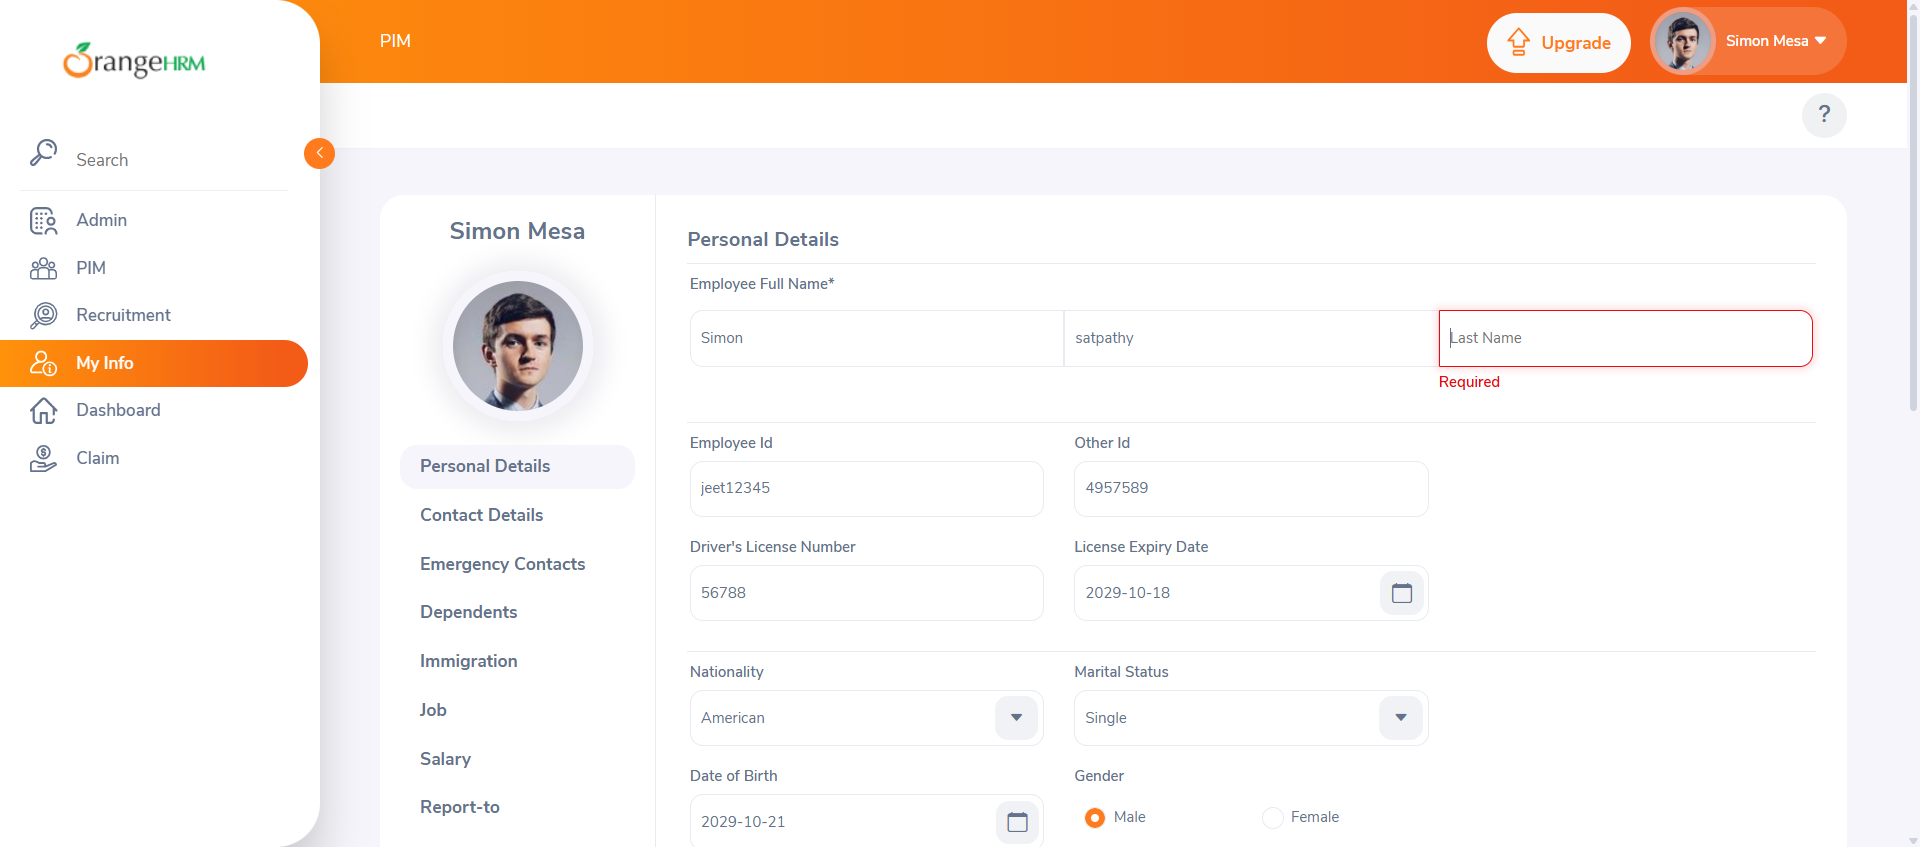 OrangeHRM
PIM
Upgrade
Simon Mesa
?
Search
Admin
PIM
Recruitment
My Info
Dashboard
Claim
Simon Mesa
Personal Details
Contact Details
Emergency Contacts
Dependents
Immigration
Job
Salary
Report-to
Personal Details
Employee Full Name*
Simon satpathy Last Name
Required
Employee Id Other Id
jeet12345 4957589
Driver's License Number License Expiry Date
56788 2029-10-18
Nationality Marital Status
American Single
Date of Birth Gender
2029-10-21 Male Female